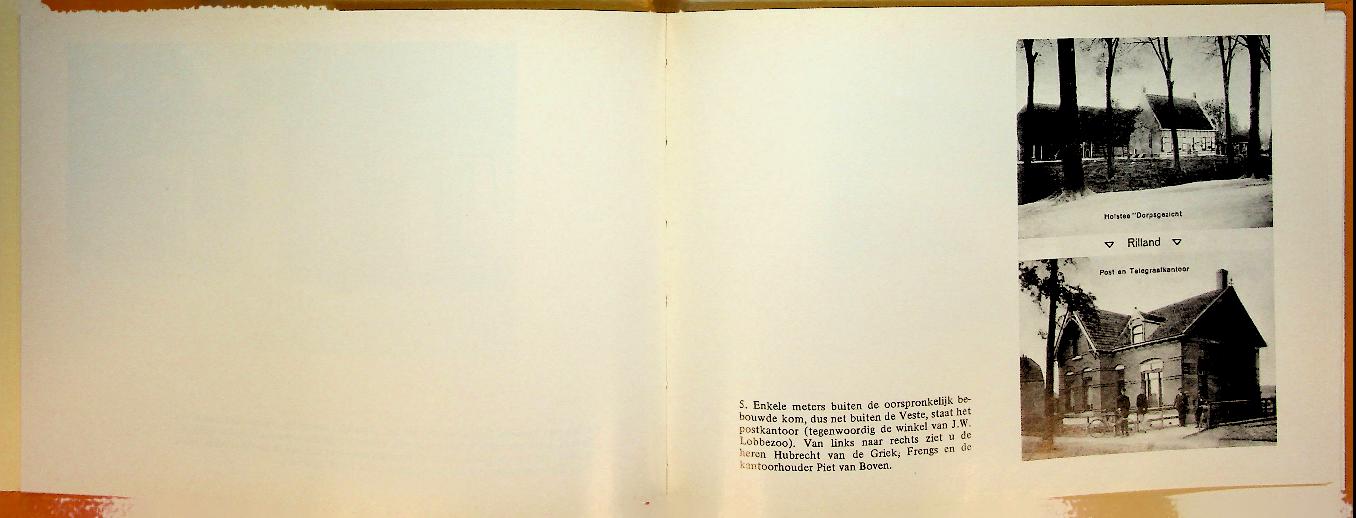 5. Enkele meters buiten de oorspronkelijk be-
bouwde kom, dus net buiten de Veste, staat het
postkantoor (tegenwoordig de winkel van J.W.
Lobbezoo). Van links naar rechts ziet u de
heren Hubrecht van de Griek, Frengs en de
kantoorhouder Piet van Boven.
Hofstee "Dorpsgezicht
▽ Rilland ▽
Post en Telegraafkantoor